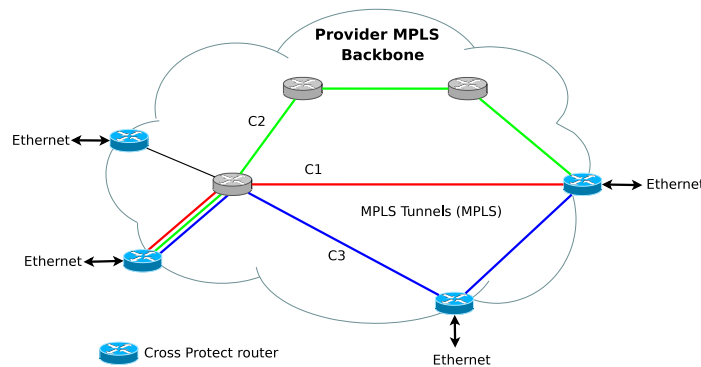 Provider MPLS
Backbone
C2
Ethernet
C1
Ethernet
MPLS Tunnels (MPLS)
Ethernet
C3
Cross Protect router
Ethernet